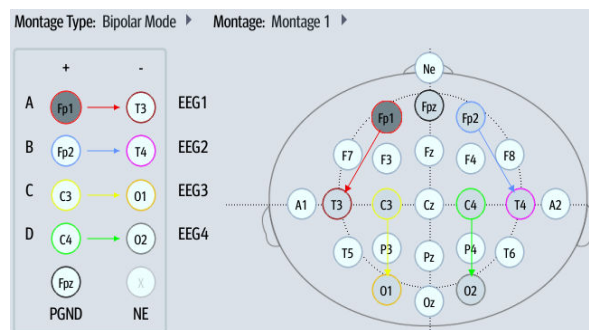 Montage Type: Bipolar Mode Montage: Montage 1
+ -
A Fp1 T3 EEG1
B Fp2 T4 EEG2
C C3 O1 EEG3
D C4 O2 EEG4
Fpz X
PGND NE
Ne
Fp1 Fpz Fp2
F7 F3 Fz F4 F8
A1 T3 C3 Cz C4 T4 A2
T5 P3 Pz P4 T6
O1 Oz O2